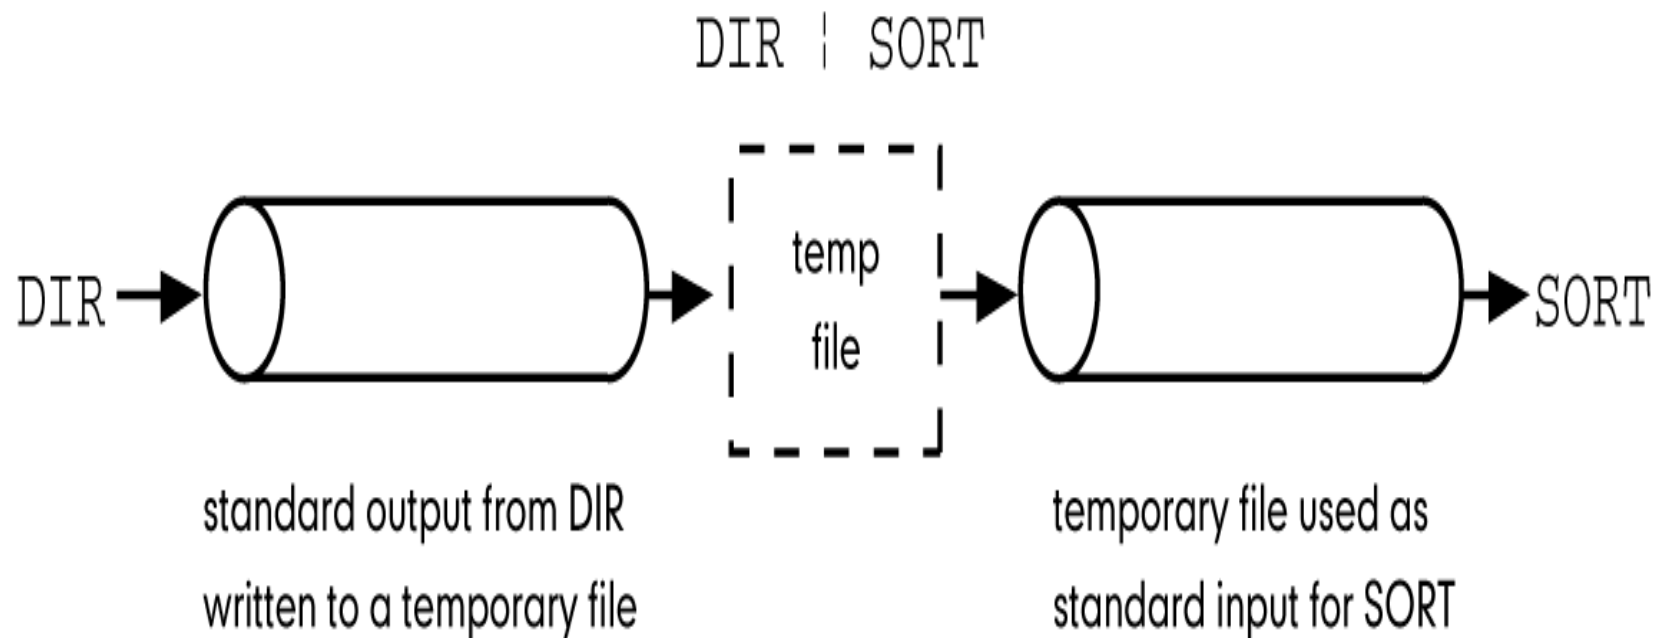 DIR ¦ SORT
DIR
temp
file
SORT
standard output from DIR
written to a temporary file
temporary file used as
standard input for SORT